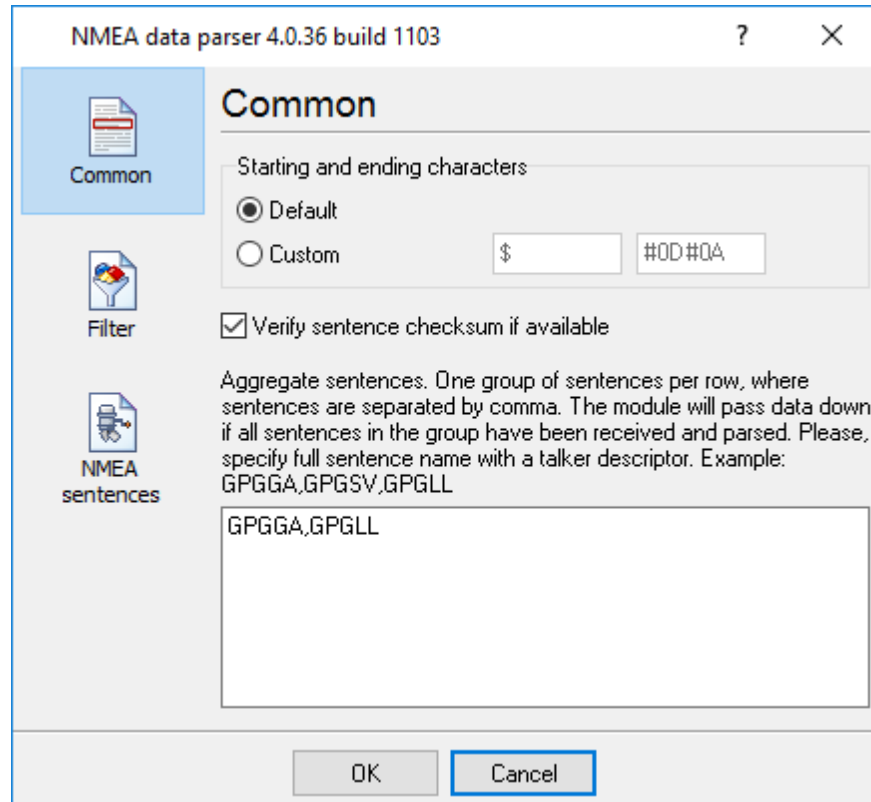 NMEA data parser 4.0.36 build 1103
?
Common
Filter
NMEA
sentences
Common
Starting and ending characters
Default
Custom
$
#0D#0A
Verify sentence checksum if available
Aggregate sentences. One group of sentences per row, where
sentences are separated by comma. The module will pass data down
if all sentences in the group have been received and parsed. Please,
specify full sentence name with a talker descriptor. Example:
GPGGA,GPGSV,GPGLL
GPGGA,GPGLL
OK
Cancel